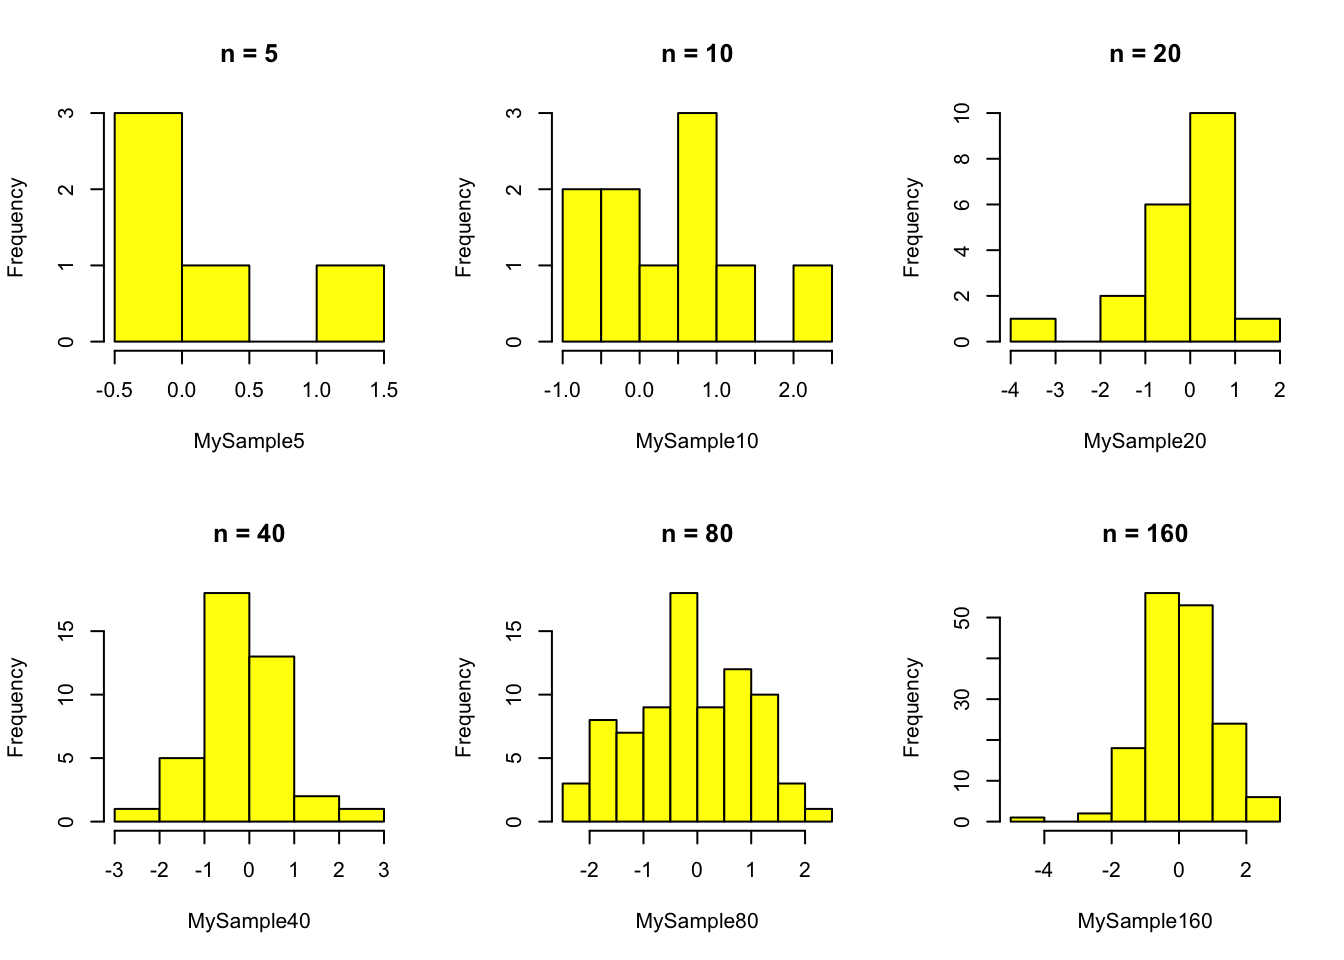 n = 5
Frequency
0
1
2
3
-0.5 0.0 0.5 1.0 1.5
MySample5
n = 10
Frequency
0
1
2
3
-1.0 0.0 1.0 2.0
MySample10
n = 20
Frequency
0
2
4
6
8
10
-4 -3 -2 -1 0 1 2
MySample20
n = 40
Frequency
0
5
10
15
-3 -2 -1 0 1 2 3
MySample40
n = 80
Frequency
0
5
10
15
-2 -1 0 1 2
MySample80
n = 160
Frequency
0
10
30
50
-4 -2 0 2
MySample160